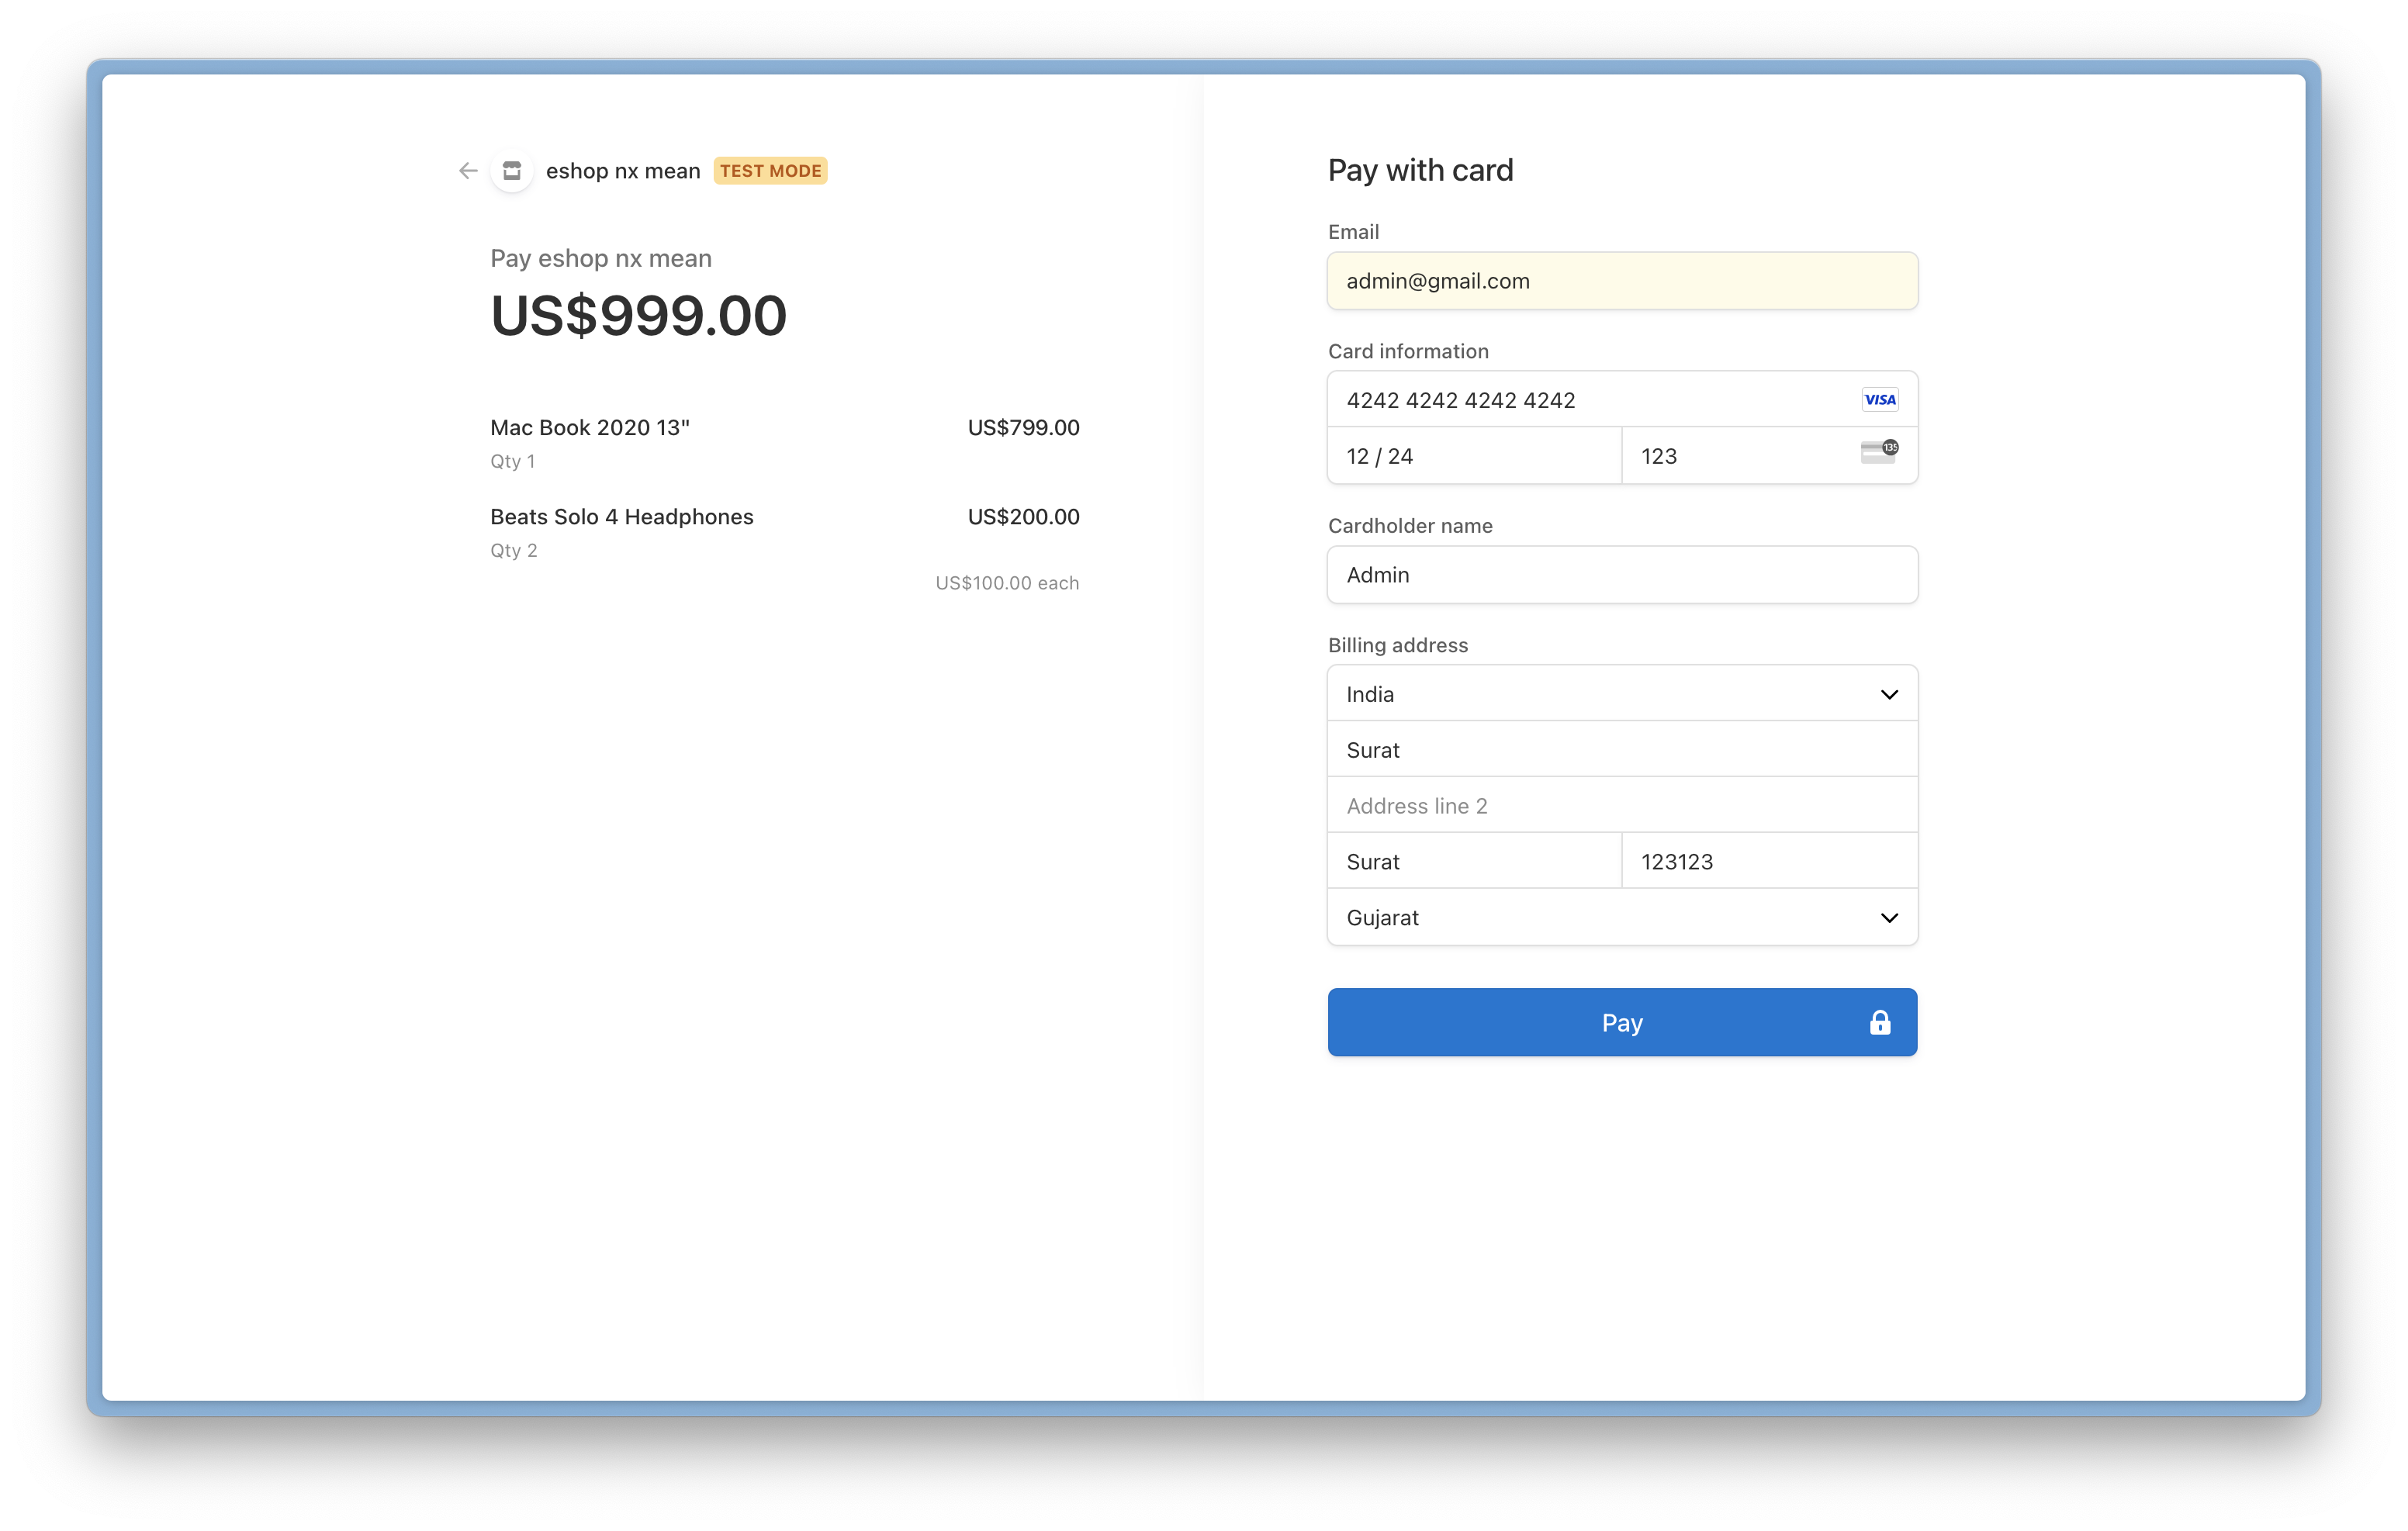 eshop nx mean TEST MODE
Pay eshop nx mean
US$999.00
Mac Book 2020 13" US$799.00
Qty 1
Beats Solo 4 Headphones US$200.00
Qty 2
US$100.00 each
Pay with card
Email
admin@gmail.com
Card information
4242 4242 4242 4242 VISA
12 / 24 123 135
Cardholder name
Admin
Billing address
India
Surat
Address line 2
Surat 123123
Gujarat
Pay